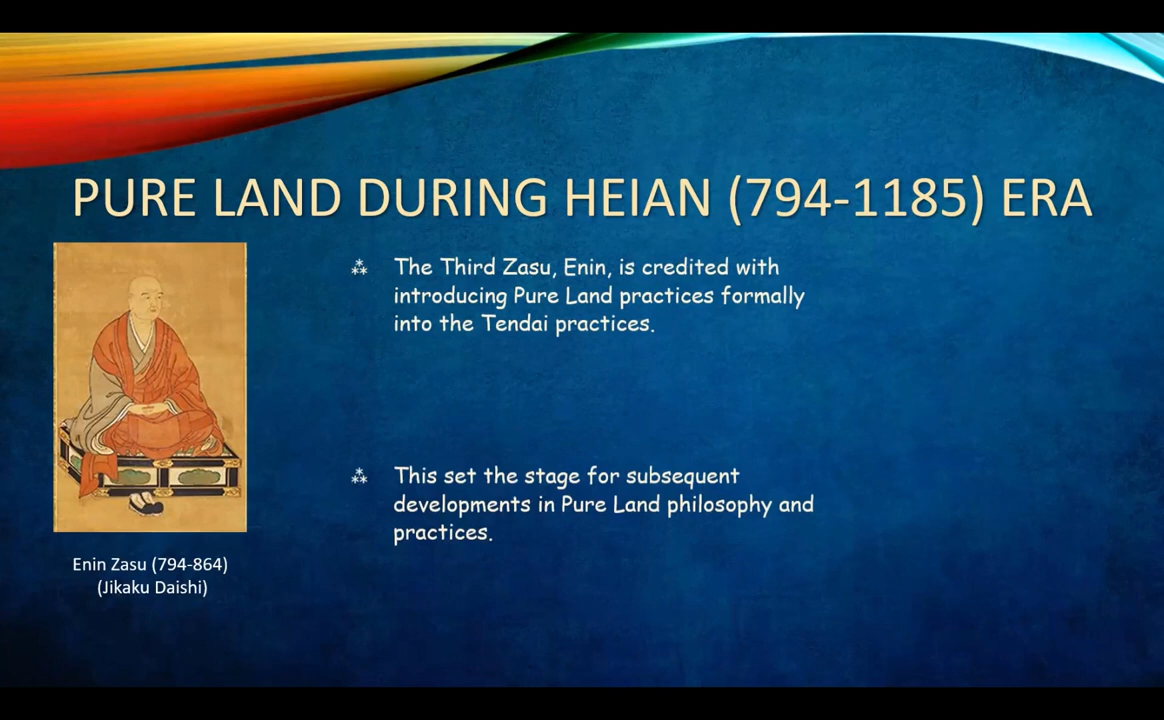 PURE LAND DURING HEIAN (794-1185) ERA
The Third Zasu, Enin, is credited with
introducing Pure Land practices formally
into the Tendai practices.
This set the stage for subsequent
developments in Pure Land philosophy and
practices.
Enin Zasu (794-864)
(Jikaku Daishi)